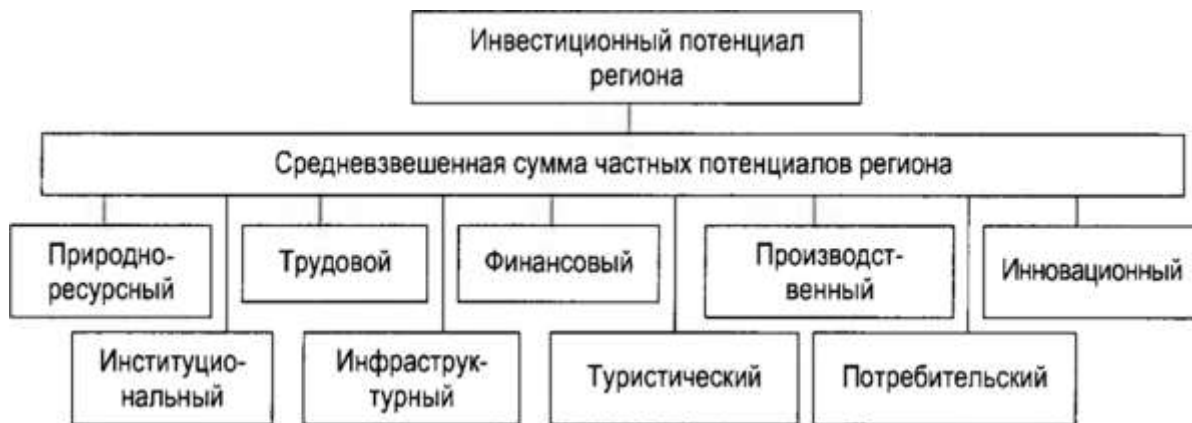 Инвестиционный потенциал
региона
Средневзвешенная сумма частных потенциалов региона
Природно-
ресурсный
Трудовой
Финансовый
Производст-
венный
Инновационный
Институцио-
нальный
Инфраструк-
турный
Туристический
Потребительский